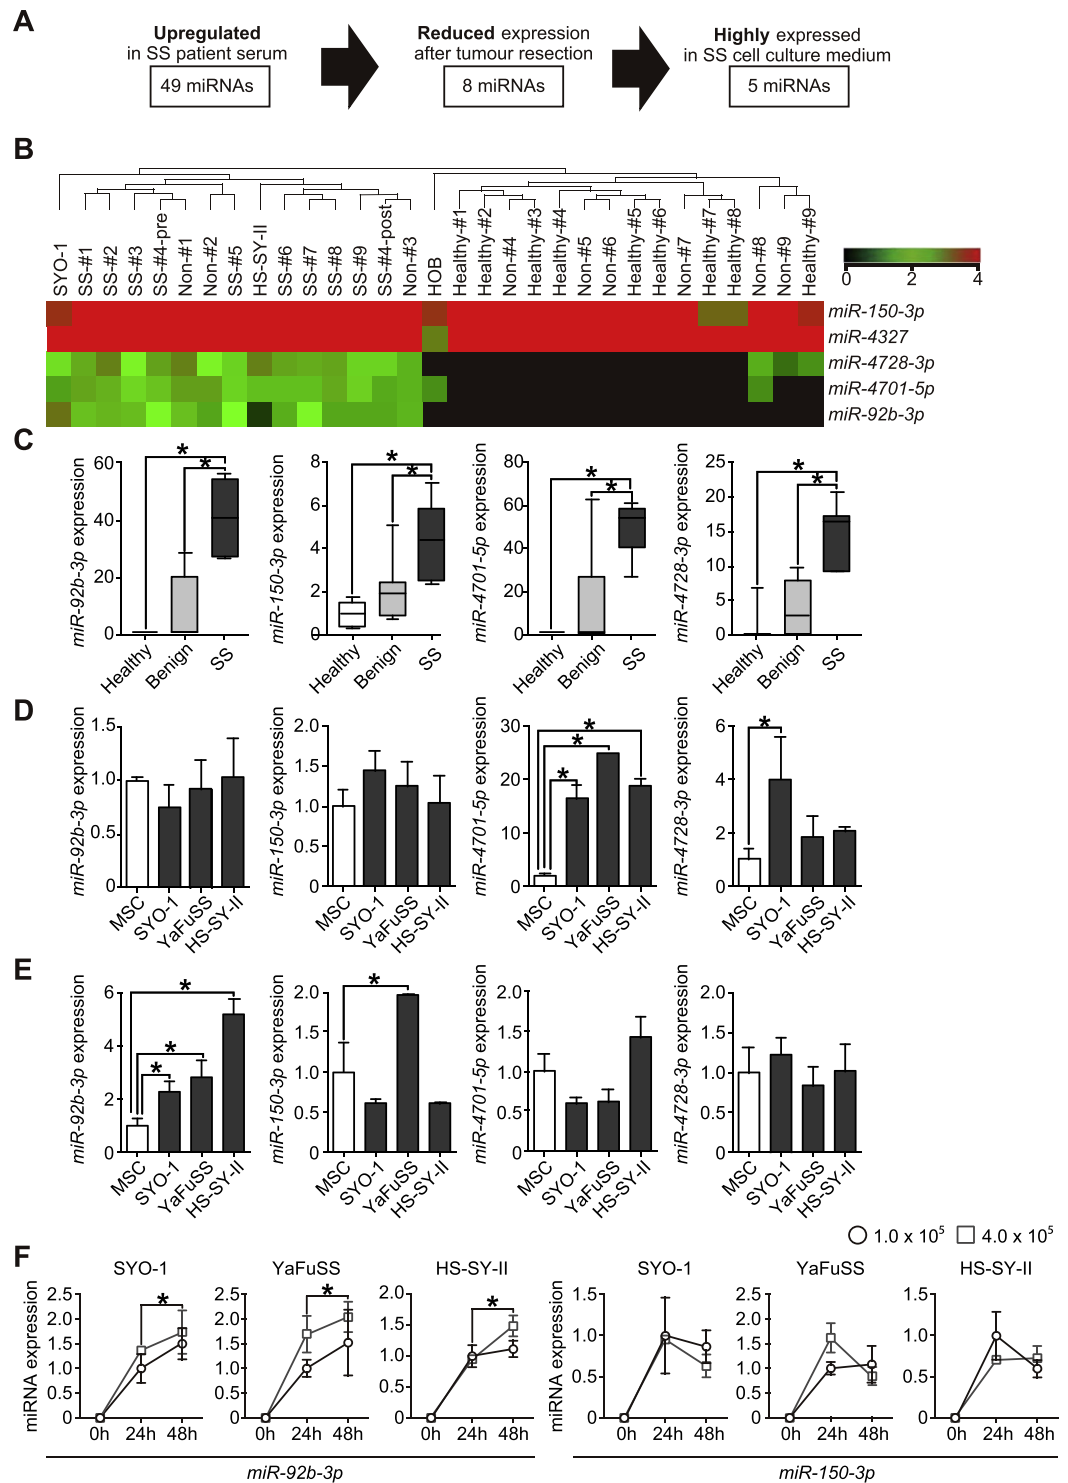 A
Upregulated
in SS patient serum
49 miRNAs
Reduced expression
after tumour resection
8 miRNAs
Highly expressed
in SS cell culture medium
5 miRNAs
B
SYO-1
SS-#1
SS-#2
SS-#3
SS-#4-pre
Non-#1
Non-#2
SS-#5
HS-SY-II
SS-#6
SS-#7
SS-#8
SS-#9
SS-#4-post
Non-#3
HOB
Healthy-#1
Healthy-#2
Non-#4
Healthy-#3
Healthy-#4
Non-#5
Non-#6
Healthy-#5
Healthy-#6
Non-#7
Healthy-#7
Healthy-#8
Non-#8
Non-#9
Healthy-#9
0 2 4
miR-150-3p
miR-4327
miR-4728-3p
miR-4701-5p
miR-92b-3p
C
miR-92b-3p expression
60
40
20
0
* *
Healthy Benign SS
miR-150-3p expression
8
6
4
2
0
* *
Healthy Benign SS
miR-4701-5p expression
80
60
40
20
0
* *
Healthy Benign SS
miR-4728-3p expression
25
20
15
10
5
0
* *
Healthy Benign SS
D
miR-92b-3p expression
1.5
1.0
0.5
0
MSC SYO-1 YaFuSS HS-SY-II
miR-150-3p expression
2.0
1.5
1.0
0.5
0
MSC SYO-1 YaFuSS HS-SY-II
miR-4701-5p expression
30
20
10
0
* * *
MSC SYO-1 YaFuSS HS-SY-II
miR-4728-3p expression
6
4
2
0
*
MSC SYO-1 YaFuSS HS-SY-II
E
miR-92b-3p expression
6
4
2
0
* * *
MSC SYO-1 YaFuSS HS-SY-II
miR-150-3p expression
2.0
1.5
1.0
0.5
0
*
MSC SYO-1 YaFuSS HS-SY-II
miR-4701-5p expression
2.0
1.5
1.0
0.5
0
MSC SYO-1 YaFuSS HS-SY-II
miR-4728-3p expression
2.0
1.5
1.0
0.5
0
MSC SYO-1 YaFuSS HS-SY-II
1.0 x 10⁵ 4.0 x 10⁵
F
miRNA expression
SYO-1
2.5
2.0
1.5
1.0
0.5
0
*
0h 24h 48h
YaFuSS
2.5
2.0
1.5
1.0
0.5
0
*
0h 24h 48h
HS-SY-II
2.0
1.5
1.0
0.5
0
*
0h 24h 48h
miR-92b-3p
miRNA expression
SYO-1
1.5
1.0
0.5
0
0h 24h 48h
YaFuSS
2.5
2.0
1.5
1.0
0.5
0
0h 24h 48h
HS-SY-II
1.5
1.0
0.5
0
0h 24h 48h
miR-150-3p